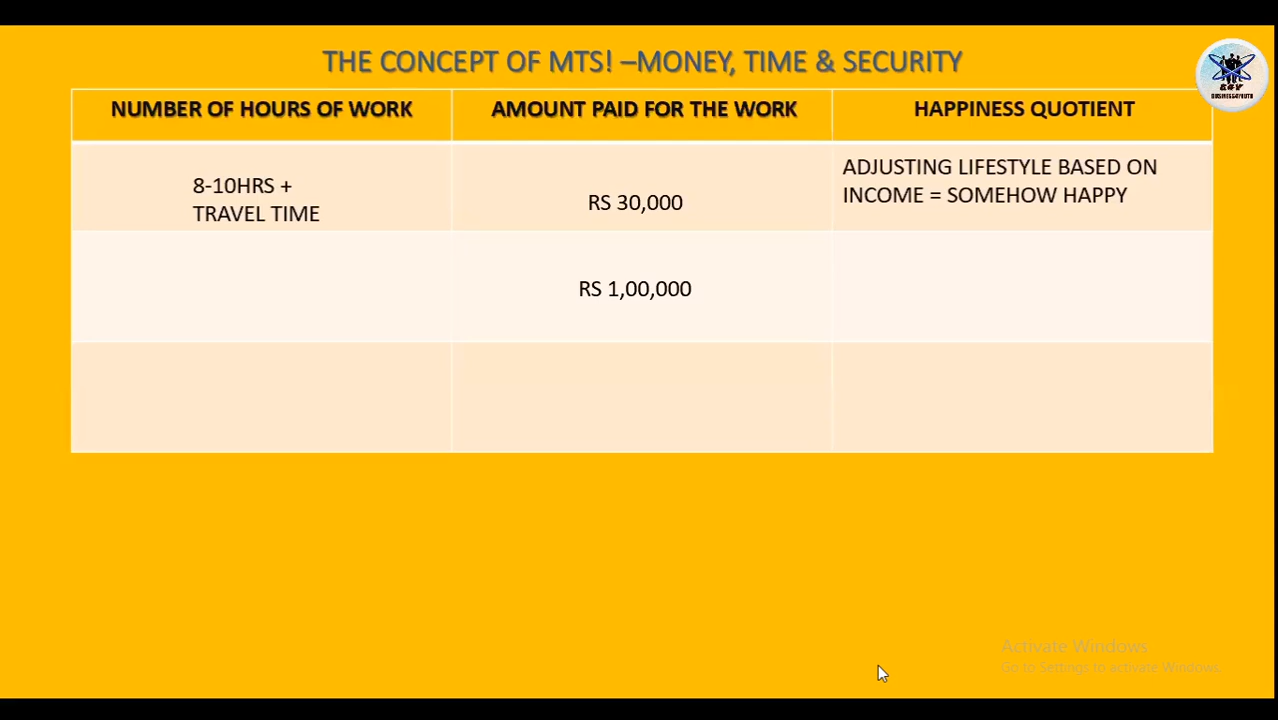 THE CONCEPT OF MTS! –MONEY, TIME & SECURITY
NUMBER OF HOURS OF WORK
AMOUNT PAID FOR THE WORK
HAPPINESS QUOTIENT
8-10HRS +
TRAVEL TIME
RS 30,000
ADJUSTING LIFESTYLE BASED ON
INCOME = SOMEHOW HAPPY
RS 1,00,000
Activate Windows
Go to Settings to activate Windows.